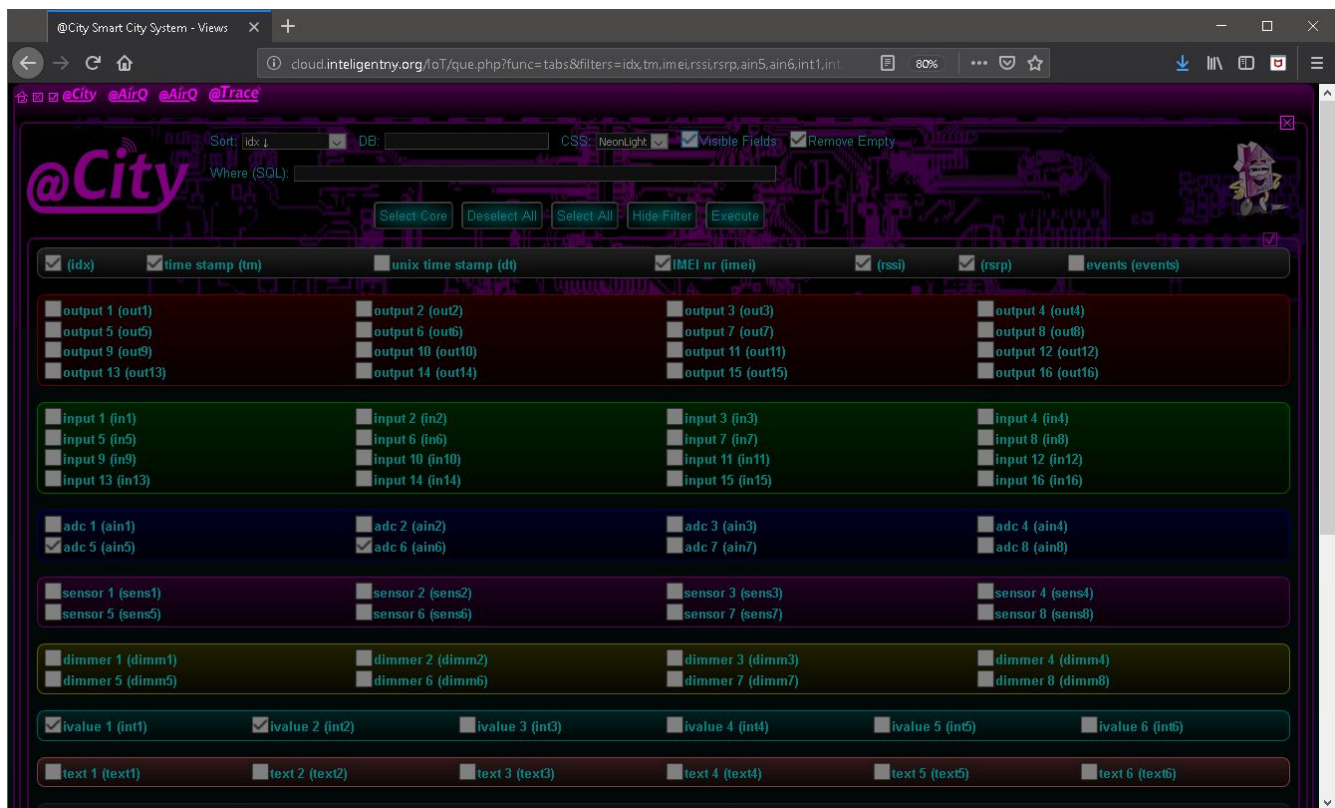 @City Smart City System - Views
cloud.inteligentny.org/IoT/que.php?func=tabs&filters=idx,tm,imei,rssi,rsrp,ain5,ain6,int1,int 80%
@City @AirQ @AirQ @Trace
@City
Sort: idx ↓ DB: CSS: NeonLight Visible Fields Remove Empty
Where (SQL):
Select Core Deselect All Select All Hide Filter Execute
(idx) time stamp (tm) unix time stamp (dt) IMEI nr (imei) (rssi) (rsrp) events (events)
output 1 (out1) output 2 (out2) output 3 (out3) output 4 (out4)
output 5 (out5) output 6 (out6) output 7 (out7) output 8 (out8)
output 9 (out9) output 10 (out10) output 11 (out11) output 12 (out12)
output 13 (out13) output 14 (out14) output 15 (out15) output 16 (out16)
input 1 (in1) input 2 (in2) input 3 (in3) input 4 (in4)
input 5 (in5) input 6 (in6) input 7 (in7) input 8 (in8)
input 9 (in9) input 10 (in10) input 11 (in11) input 12 (in12)
input 13 (in13) input 14 (in14) input 15 (in15) input 16 (in16)
adc 1 (ain1) adc 2 (ain2) adc 3 (ain3) adc 4 (ain4)
adc 5 (ain5) adc 6 (ain6) adc 7 (ain7) adc 8 (ain8)
sensor 1 (sens1) sensor 2 (sens2) sensor 3 (sens3) sensor 4 (sens4)
sensor 5 (sens5) sensor 6 (sens6) sensor 7 (sens7) sensor 8 (sens8)
dimmer 1 (dimm1) dimmer 2 (dimm2) dimmer 3 (dimm3) dimmer 4 (dimm4)
dimmer 5 (dimm5) dimmer 6 (dimm6) dimmer 7 (dimm7) dimmer 8 (dimm8)
ivalue 1 (int1) ivalue 2 (int2) ivalue 3 (int3) ivalue 4 (int4) ivalue 5 (int5) ivalue 6 (int6)
text 1 (text1) text 2 (text2) text 3 (text3) text 4 (text4) text 5 (text5) text 6 (text6)